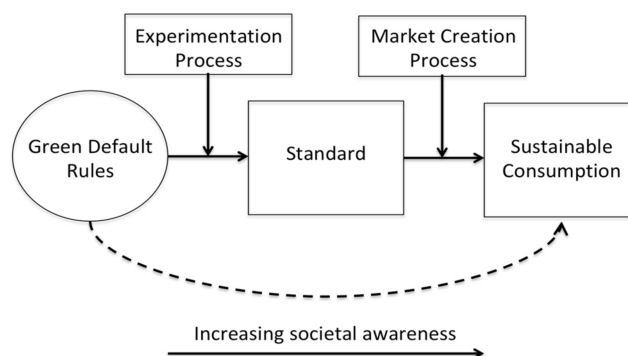 Experimentation
Process
Market Creation
Process
Green Default
Rules
Standard
Sustainable
Consumption
Increasing societal awareness